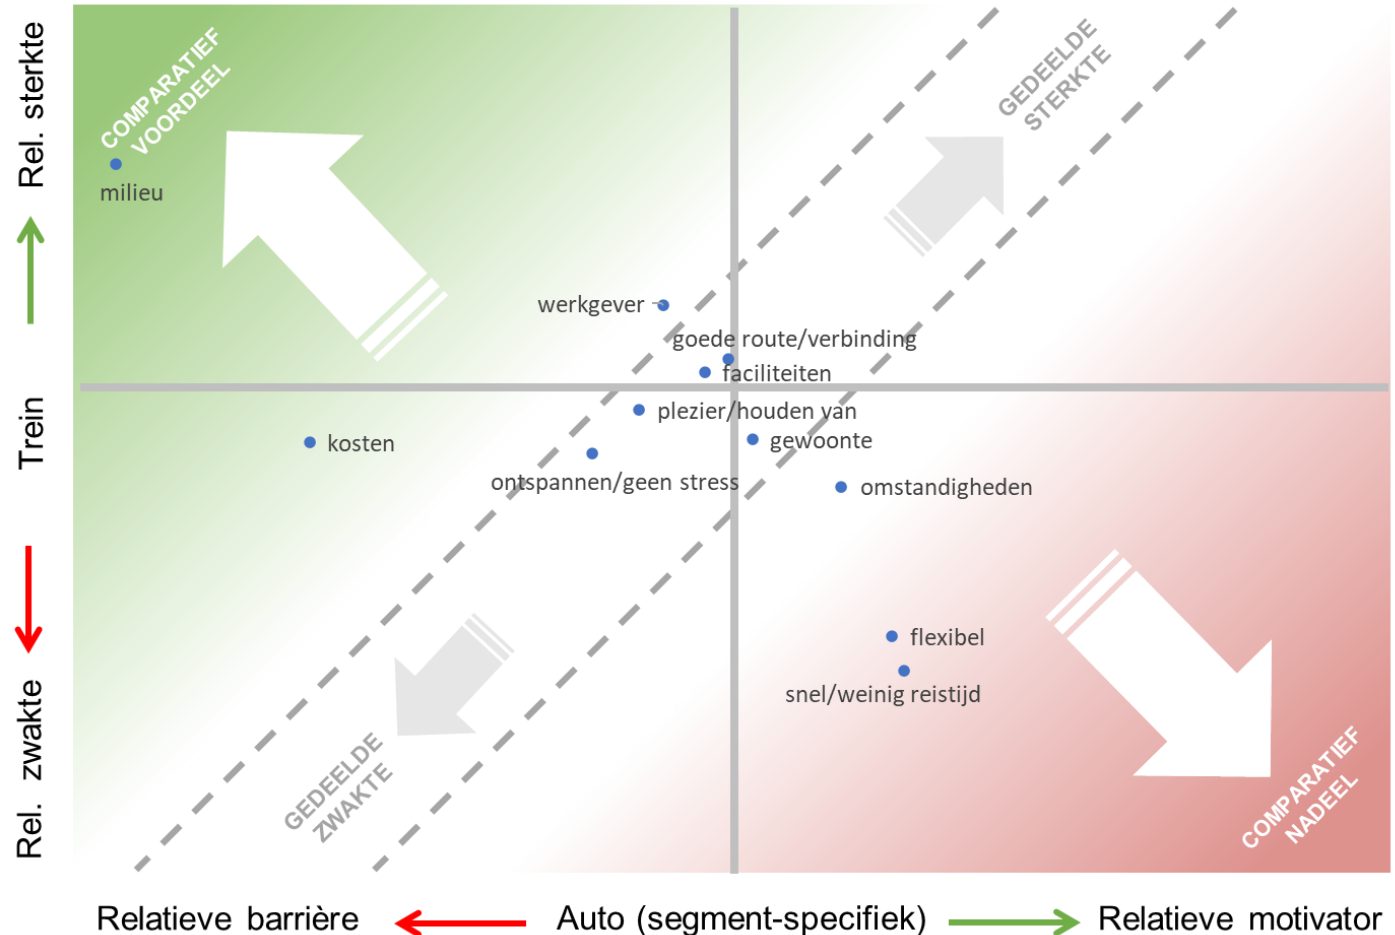 Rel. sterkte
Trein
Rel. zwakte
COMPARATIEF
VOORDEEL
GEDEELDE
STERKTE
milieu
werkgever
goede route/verbinding
faciliteiten
plezier/houden van
kosten
gewoonte
ontspannen/geen stress
omstandigheden
flexibel
snel/weinig reistijd
GEDEELDE
ZWAKTE
COMPARATIEF
NADEEL
Relatieve barrière
Auto (segment-specifiek)
Relatieve motivator